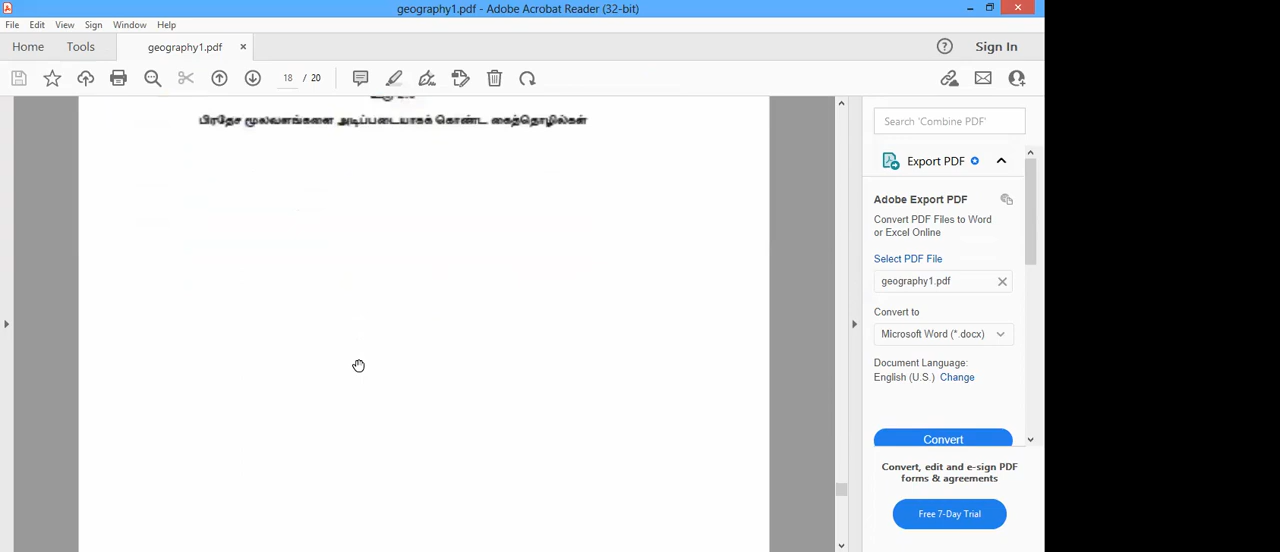 geography1.pdf - Adobe Acrobat Reader (32-bit)
File Edit View Sign Window Help
Home Tools geography1.pdf × Sign In
18 / 20
பிரதேச மூலவளங்களை அடிப்படையாகக் கொண்ட கைத்தொழில்கள்
Search 'Combine PDF'
Export PDF
Adobe Export PDF
Convert PDF Files to Word
or Excel Online
Select PDF File
geography1.pdf
Convert to
Microsoft Word (*.docx)
Document Language:
English (U.S.) Change
Convert
Convert, edit and e-sign PDF
forms & agreements
Free 7-Day Trial